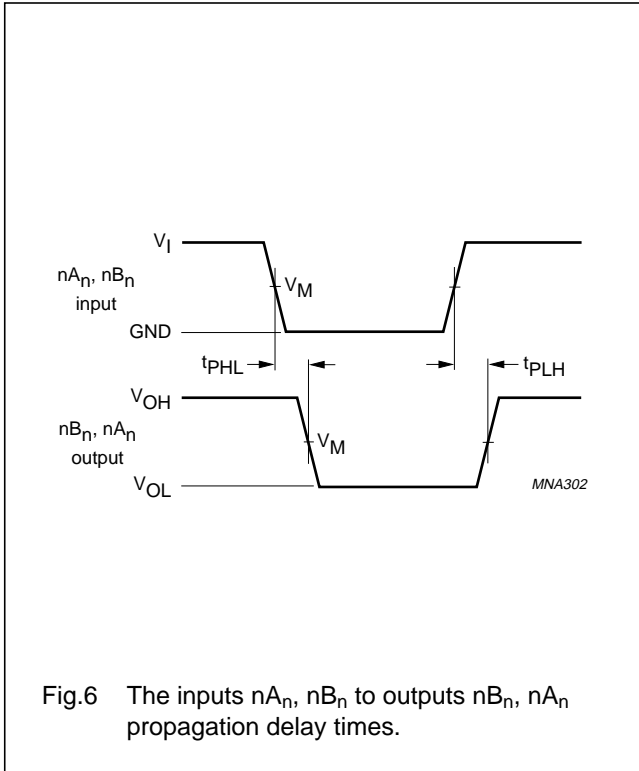 V_I
nA_n, nB_n
input
V_M
GND
t_PHL
t_PLH
V_OH
nB_n, nA_n
output
V_M
V_OL
MNA302
Fig.6 The inputs nA_n, nB_n to outputs nB_n, nA_n
propagation delay times.